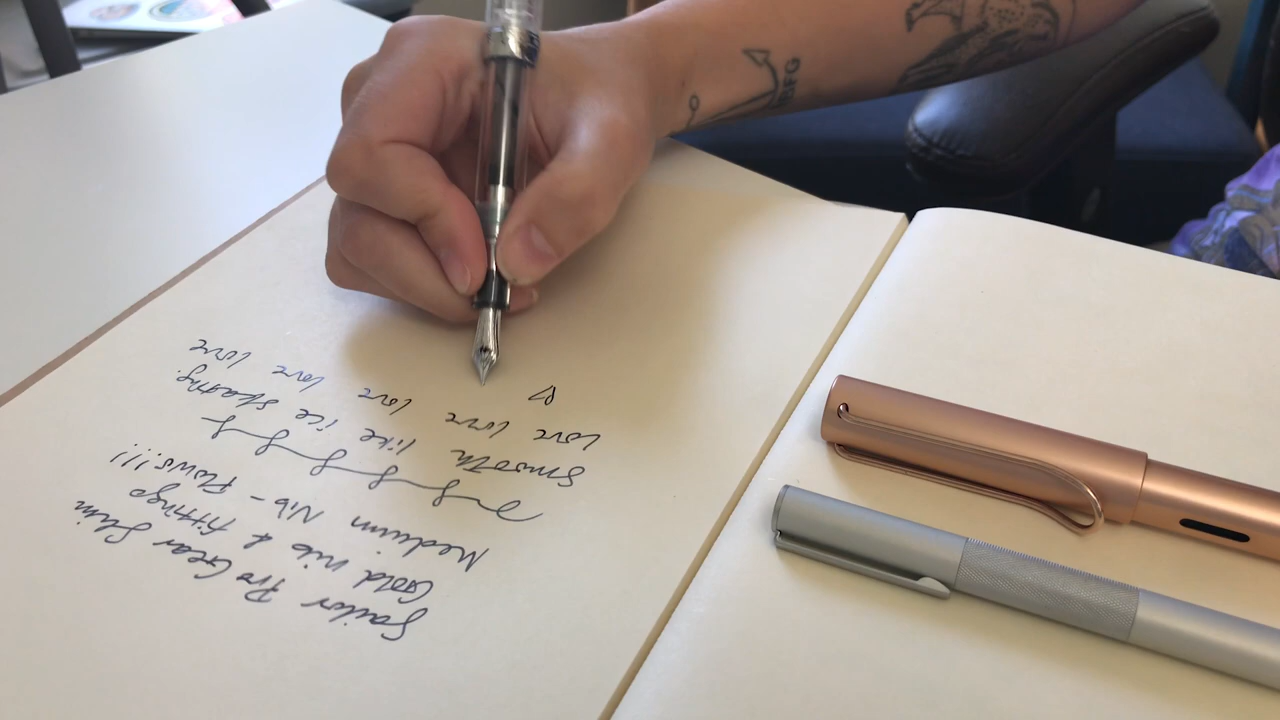 Sailor Pro Gear Slim
Gold nib & fittings
Medium Nib - Flows!!!
Smooth like ice skating.
Love love love love love